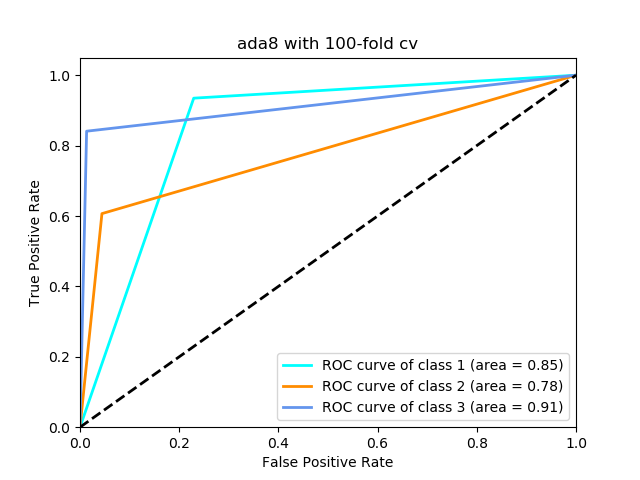 ada8 with 100-fold cv
True Positive Rate
1.0
0.8
0.6
0.4
0.2
0.0
ROC curve of class 1 (area = 0.85)
ROC curve of class 2 (area = 0.78)
ROC curve of class 3 (area = 0.91)
0.0 0.2 0.4 0.6 0.8 1.0
False Positive Rate